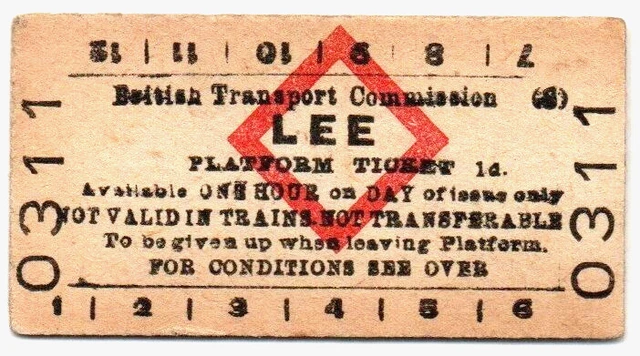 12 | 11 | 10 | 9 | 8 | 7
British Transport Commission (S)
LEE
PLATFORM TICKET 1d.
Available ONE HOUR on DAY of issue only
NOT VALID IN TRAINS. NOT TRANSFERABLE
To be given up when leaving Platform.
FOR CONDITIONS SEE OVER
1 | 2 | 3 | 4 | 5 | 6
0311
0311